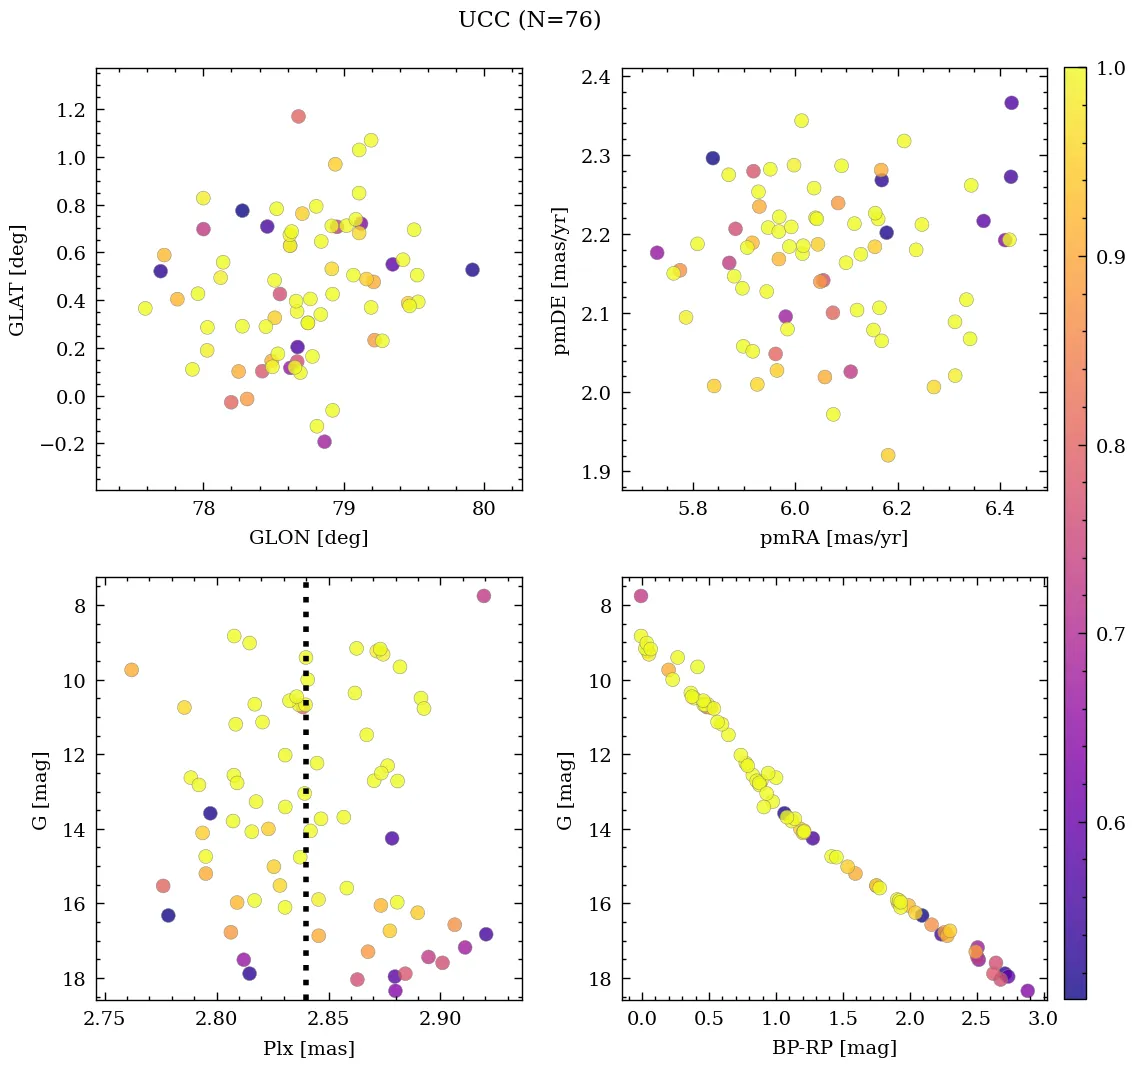 UCC (N=76)
1.2
1.0
0.8
0.6
0.4
0.2
0.0
−0.2
GLAT [deg]
78 79 80
GLON [deg]
2.4
2.3
2.2
2.1
2.0
1.9
pmDE [mas/yr]
5.8 6.0 6.2 6.4
pmRA [mas/yr]
1.0
0.9
0.8
0.7
0.6
8
10
12
14
16
18
G [mag]
2.75 2.80 2.85 2.90
Plx [mas]
8
10
12
14
16
18
G [mag]
0.0 0.5 1.0 1.5 2.0 2.5 3.0
BP-RP [mag]